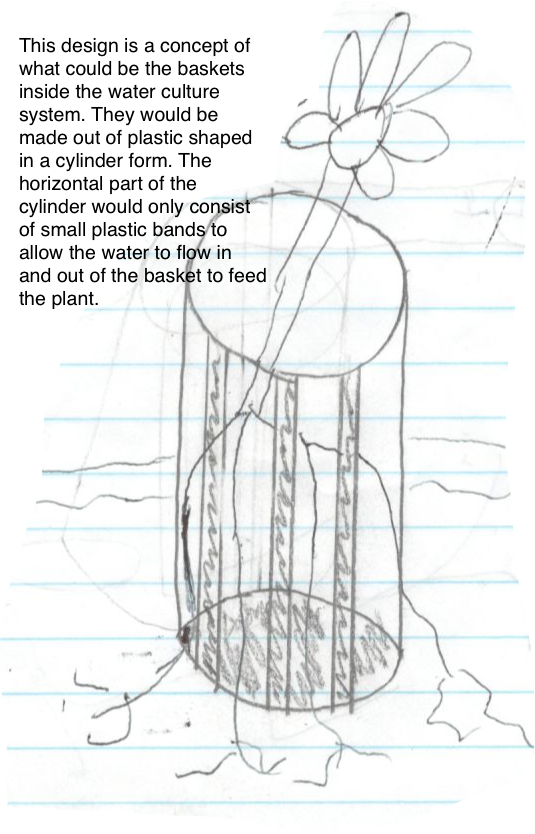 This design is a concept of
what could be the baskets
inside the water culture
system. They would be
made out of plastic shaped
in a cylinder form. The
horizontal part of the
cylinder would only consist
of small plastic bands to
allow the water to flow in
and out of the basket to feed
the plant.